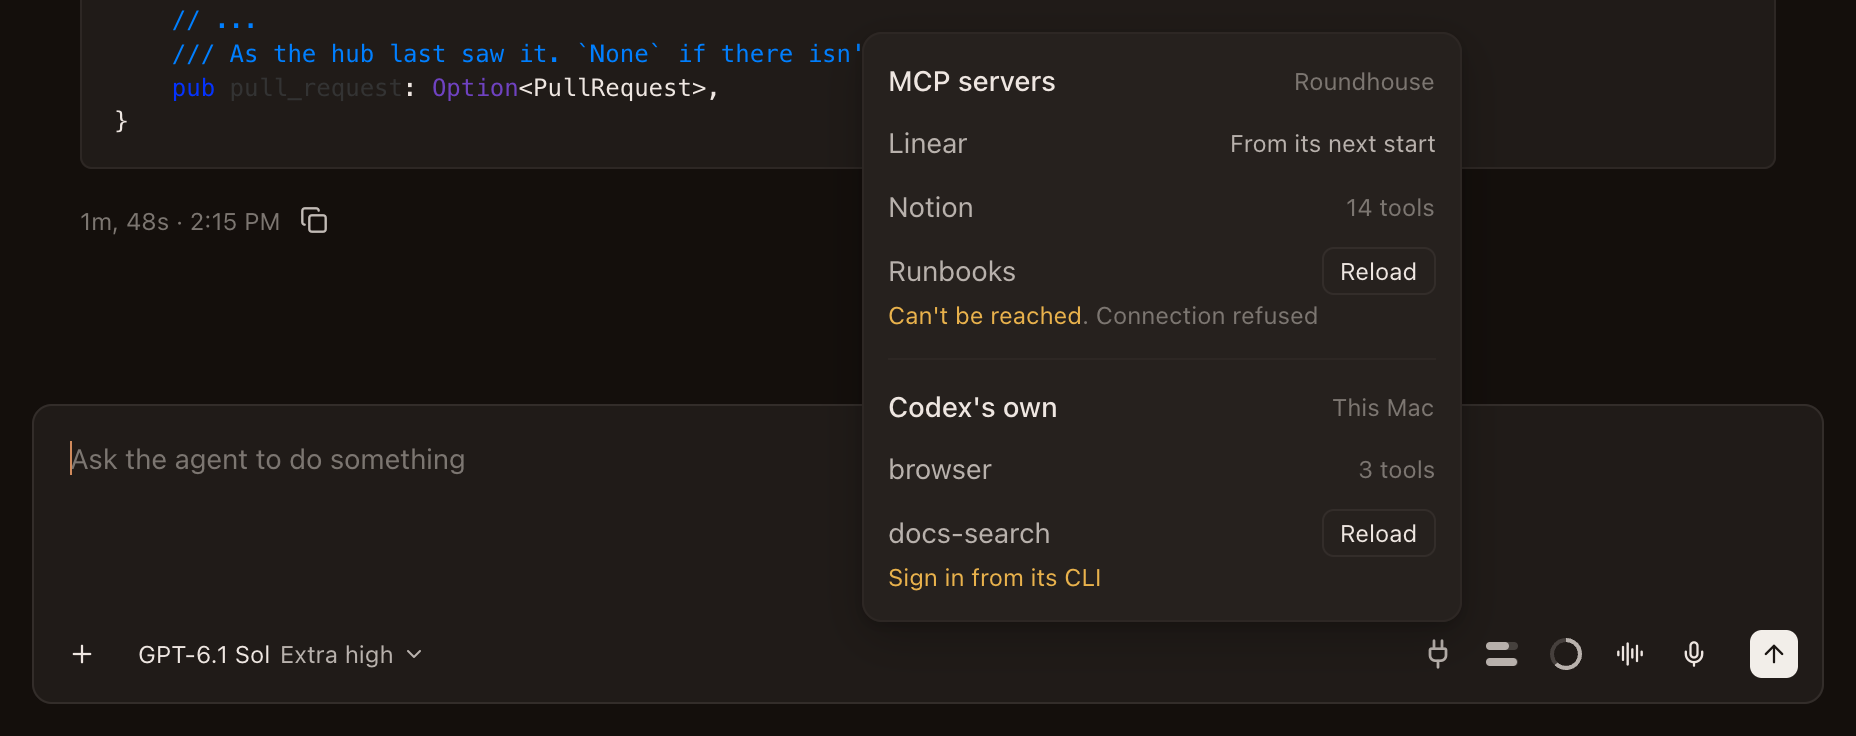 // ...
/// As the hub last saw it. `None` if there isn'
pub pull_request: Option<PullRequest>,
}
1m, 48s · 2:15 PM
MCP servers Roundhouse
Linear From its next start
Notion 14 tools
Runbooks Reload
Can't be reached. Connection refused
Codex's own This Mac
browser 3 tools
docs-search Reload
Sign in from its CLI
Ask the agent to do something
GPT-6.1 Sol Extra high